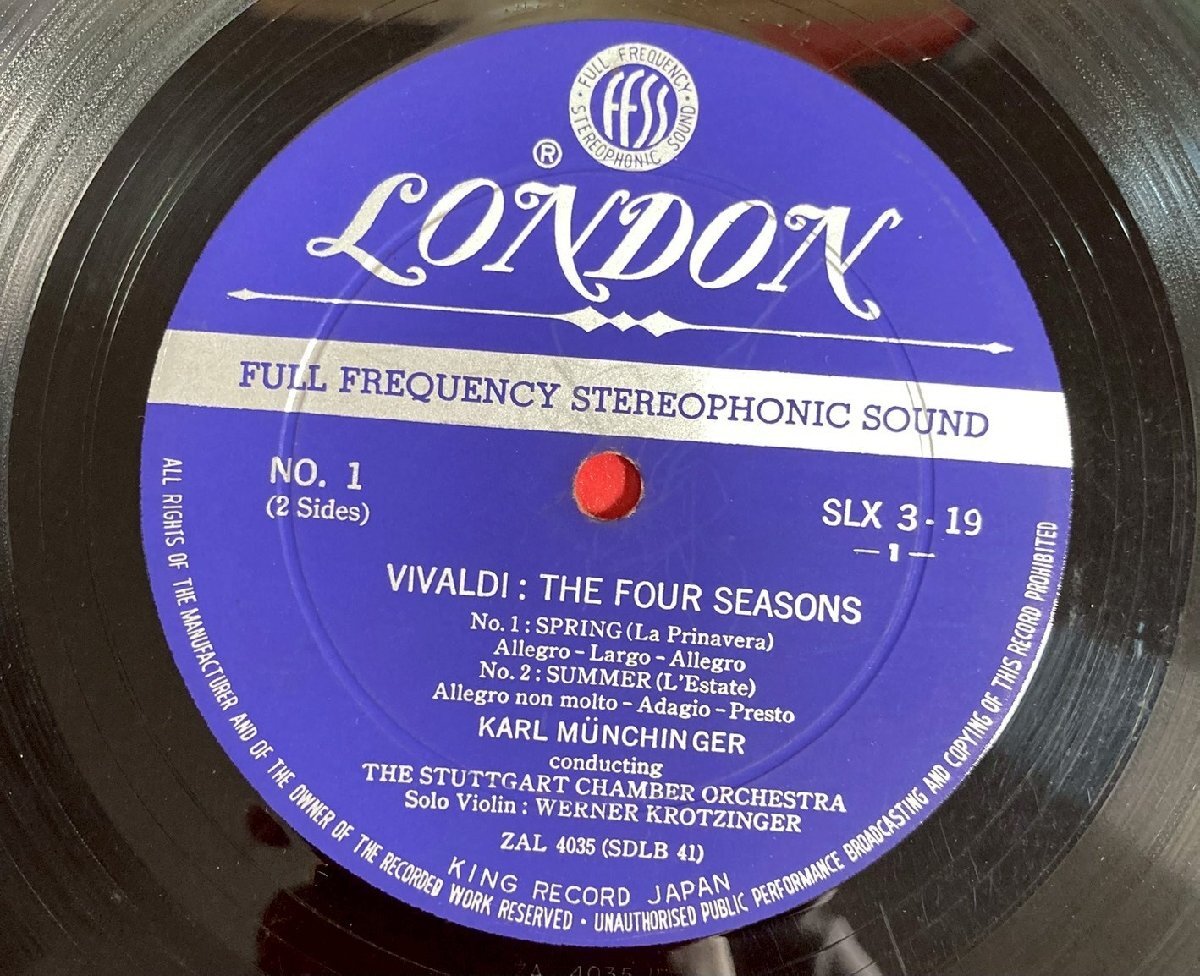 · FULL FREQUENCY ·
STEREOPHONIC SOUND
FFSS
®
LONDON
FULL FREQUENCY STEREOPHONIC SOUND
NO. 1
(2 Sides)
SLX 3-19
—1—
VIVALDI : THE FOUR SEASONS
No. 1 : SPRING (La Prinavera)
Allegro - Largo - Allegro
No. 2 : SUMMER (L'Estate)
Allegro non molto - Adagio - Presto
KARL MÜNCHINGER
conducting
THE STUTTGART CHAMBER ORCHESTRA
Solo Violin : WERNER KROTZINGER
ZAL 4035 (SDLB 41)
KING RECORD JAPAN
ALL RIGHTS OF THE MANUFACTURER AND OF THE OWNER OF THE RECORDED WORK RESERVED · UNAUTHORISED PUBLIC PERFORMANCE BROADCASTING AND COPYING OF THIS RECORD PROHIBITED